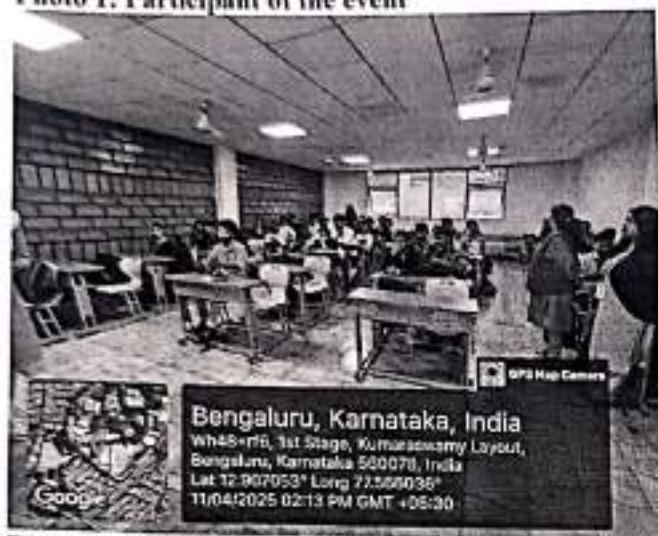 Photo 1: Participant of the event
GPS Map Camera
Bengaluru, Karnataka, India
Wh48+rf6, 1st Stage, Kumaraswamy Layout,
Bengaluru, Karnataka 560078, India
Lat 12.907053° Long 77.566036°
11/04/2025 02:13 PM GMT +05:30
Google